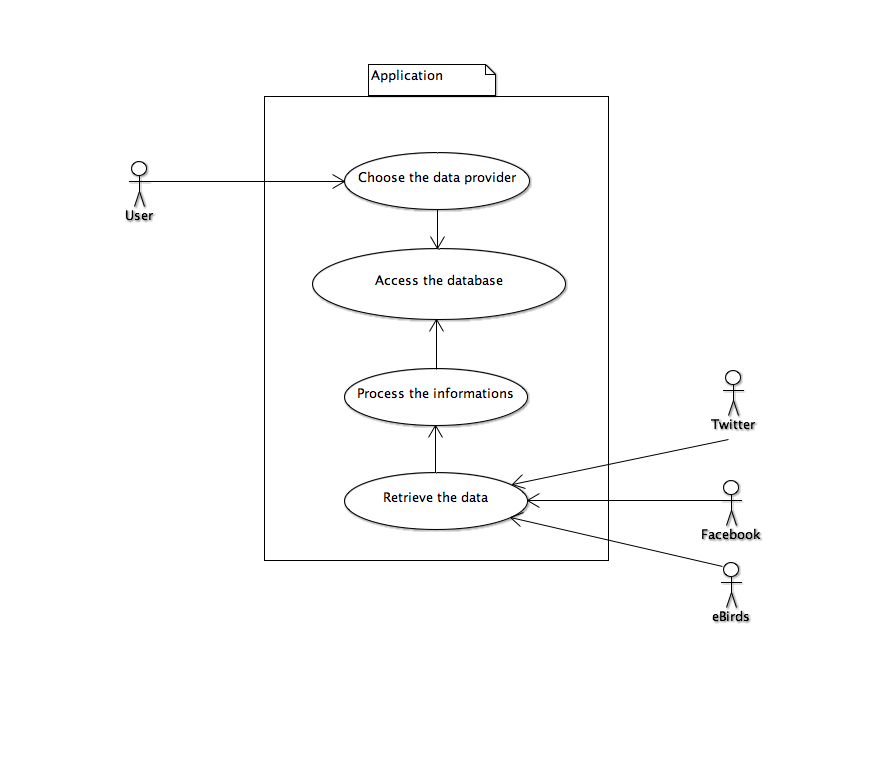 Application
Choose the data provider
User
Access the database
Process the informations
Twitter
Retrieve the data
Facebook
eBirds